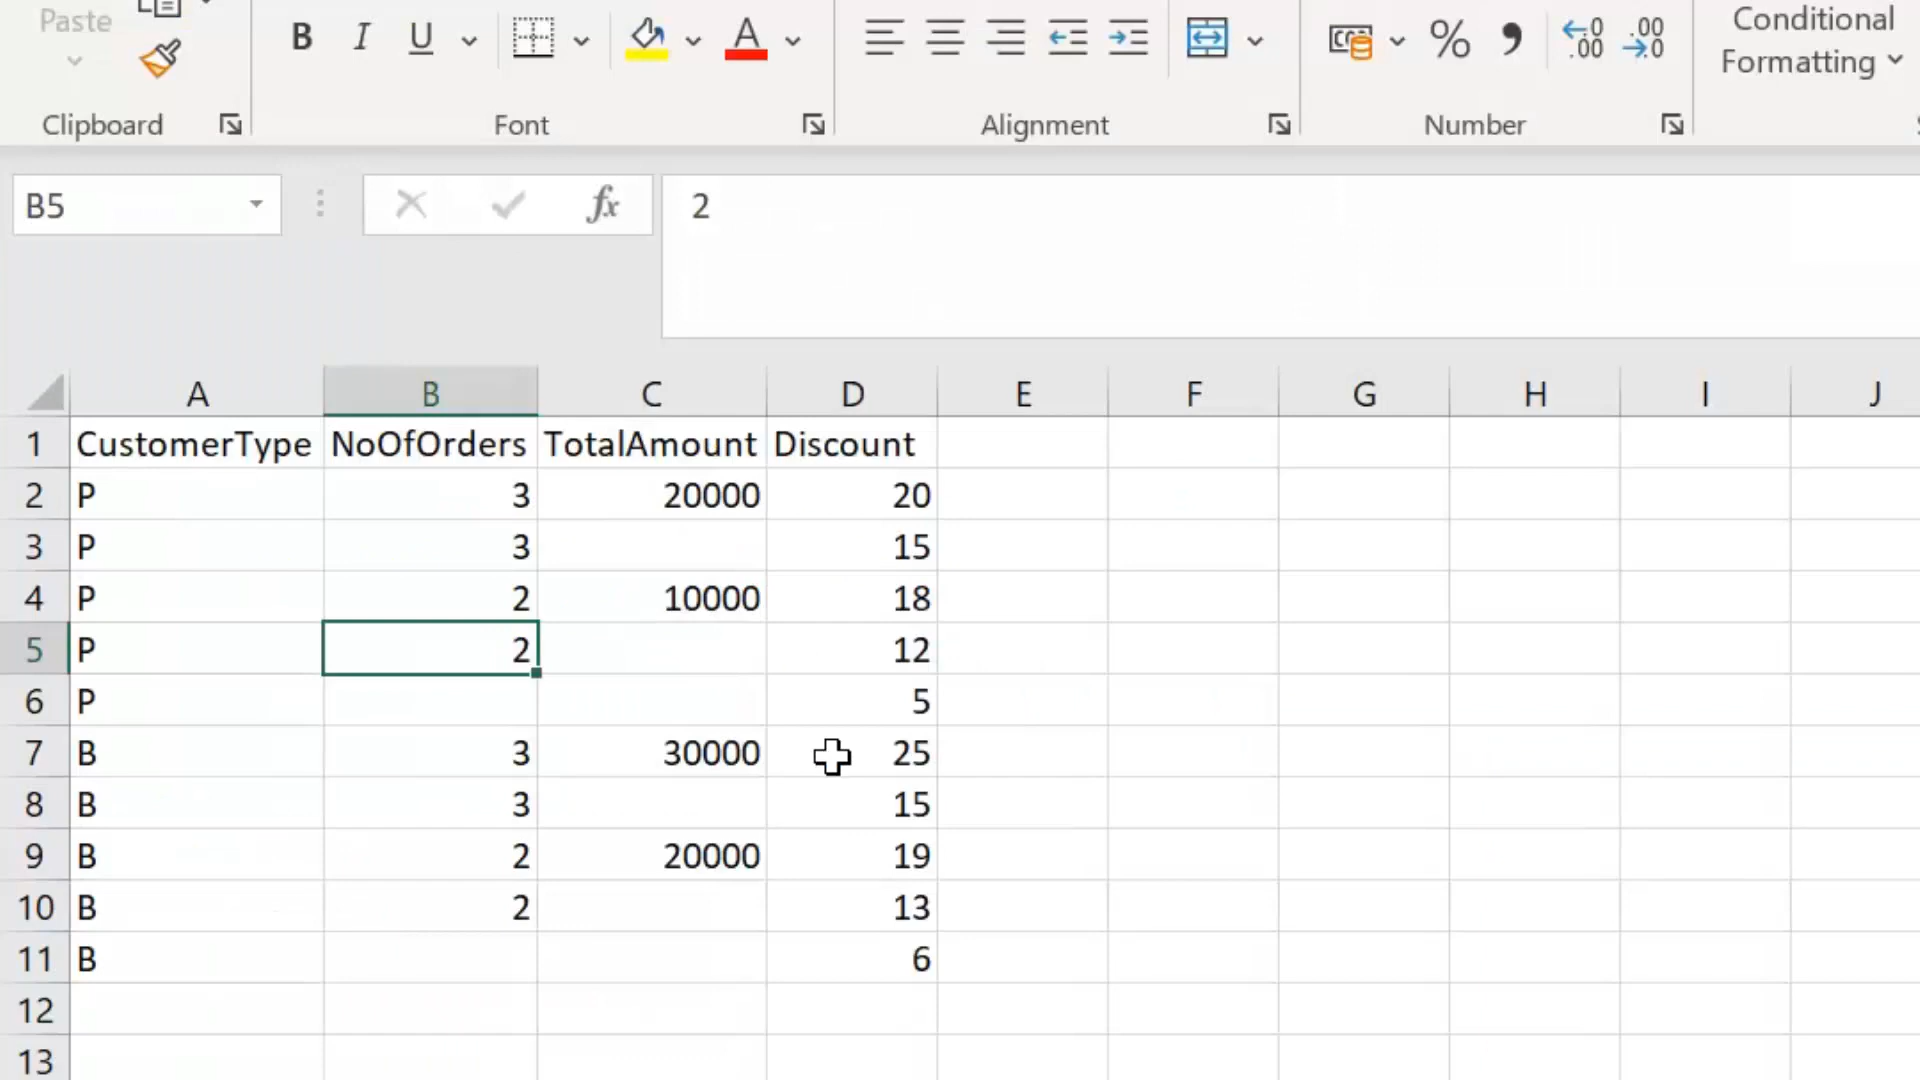 Paste
B I U A % , .00 .00
Conditional
Formatting
Clipboard Font Alignment Number
B5 fx 2
A B C D E F G H I J
1 CustomerType NoOfOrders TotalAmount Discount
2 P 3 20000 20
3 P 3 15
4 P 2 10000 18
5 P 2 12
6 P 5
7 B 3 30000 25
8 B 3 15
9 B 2 20000 19
10 B 2 13
11 B 6
12
13